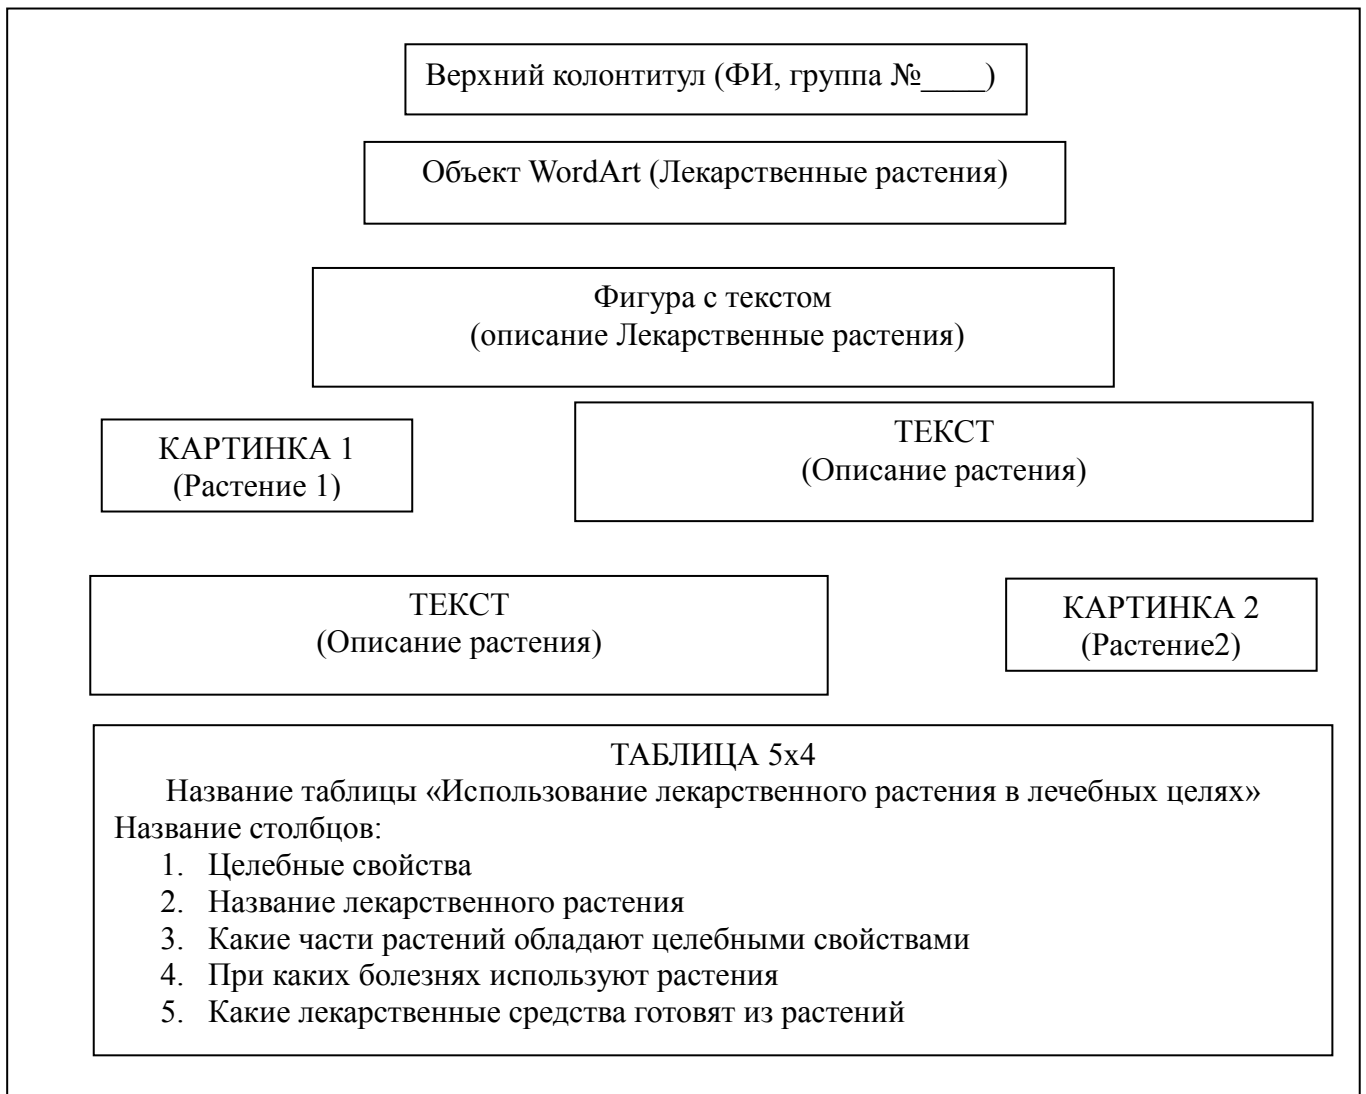 Верхний колонтитул (ФИ, группа №____)
Объект WordArt (Лекарственные растения)
Фигура с текстом
(описание Лекарственные растения)
КАРТИНКА 1
(Растение 1)
ТЕКСТ
(Описание растения)
ТЕКСТ
(Описание растения)
КАРТИНКА 2
(Растение2)
ТАБЛИЦА 5х4
Название таблицы «Использование лекарственного растения в лечебных целях»
Название столбцов:
1. Целебные свойства
2. Название лекарственного растения
3. Какие части растений обладают целебными свойствами
4. При каких болезнях используют растения
5. Какие лекарственные средства готовят из растений